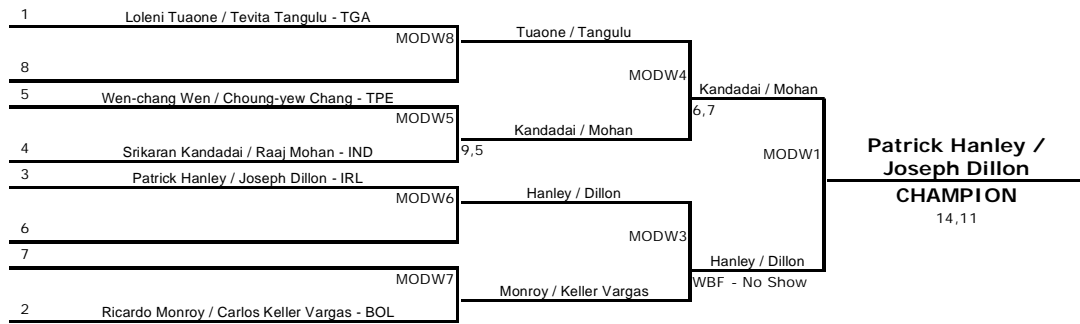 1 Loleni Tuaone / Tevita Tangulu - TGA
MODW8 Tuaone / Tangulu
8 MODW4
5 Wen-chang Wen / Choung-yew Chang - TPE Kandadai / Mohan
MODW5 6,7
Kandadai / Mohan
4 Srikaran Kandadai / Raaj Mohan - IND 9,5 MODW1
Patrick Hanley /
Joseph Dillon
3 Patrick Hanley / Joseph Dillon - IRL
MODW6 Hanley / Dillon CHAMPION
14,11
6 MODW3
7 Hanley / Dillon
MODW7 WBF - No Show
Monroy / Keller Vargas
2 Ricardo Monroy / Carlos Keller Vargas - BOL